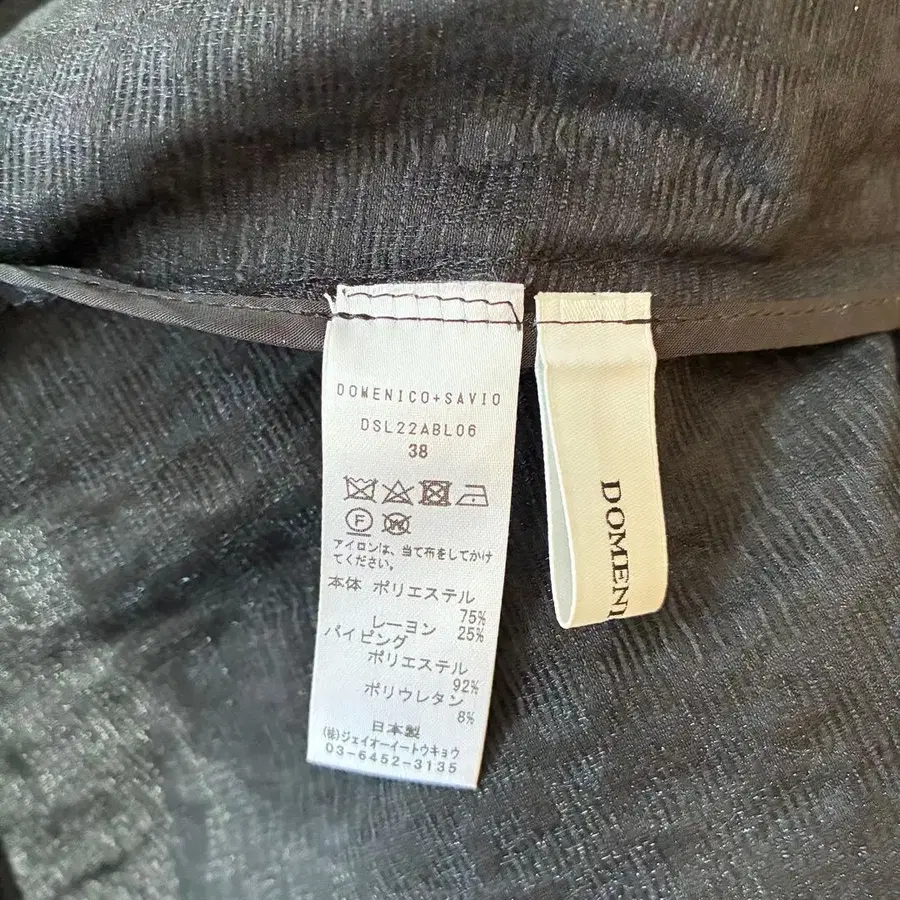 DOMENICO+SAVIO
DSL22ABL06
38
F
W
アイロンは、当て布をしてかけ
てください。
本体 ポリエステル
75%
レーヨン 25%
パイピング
ポリエステル
92%
ポリウレタン
8%
日本製
(株)ジェイオーイートウキョウ
03-6452-3135
DOMENI